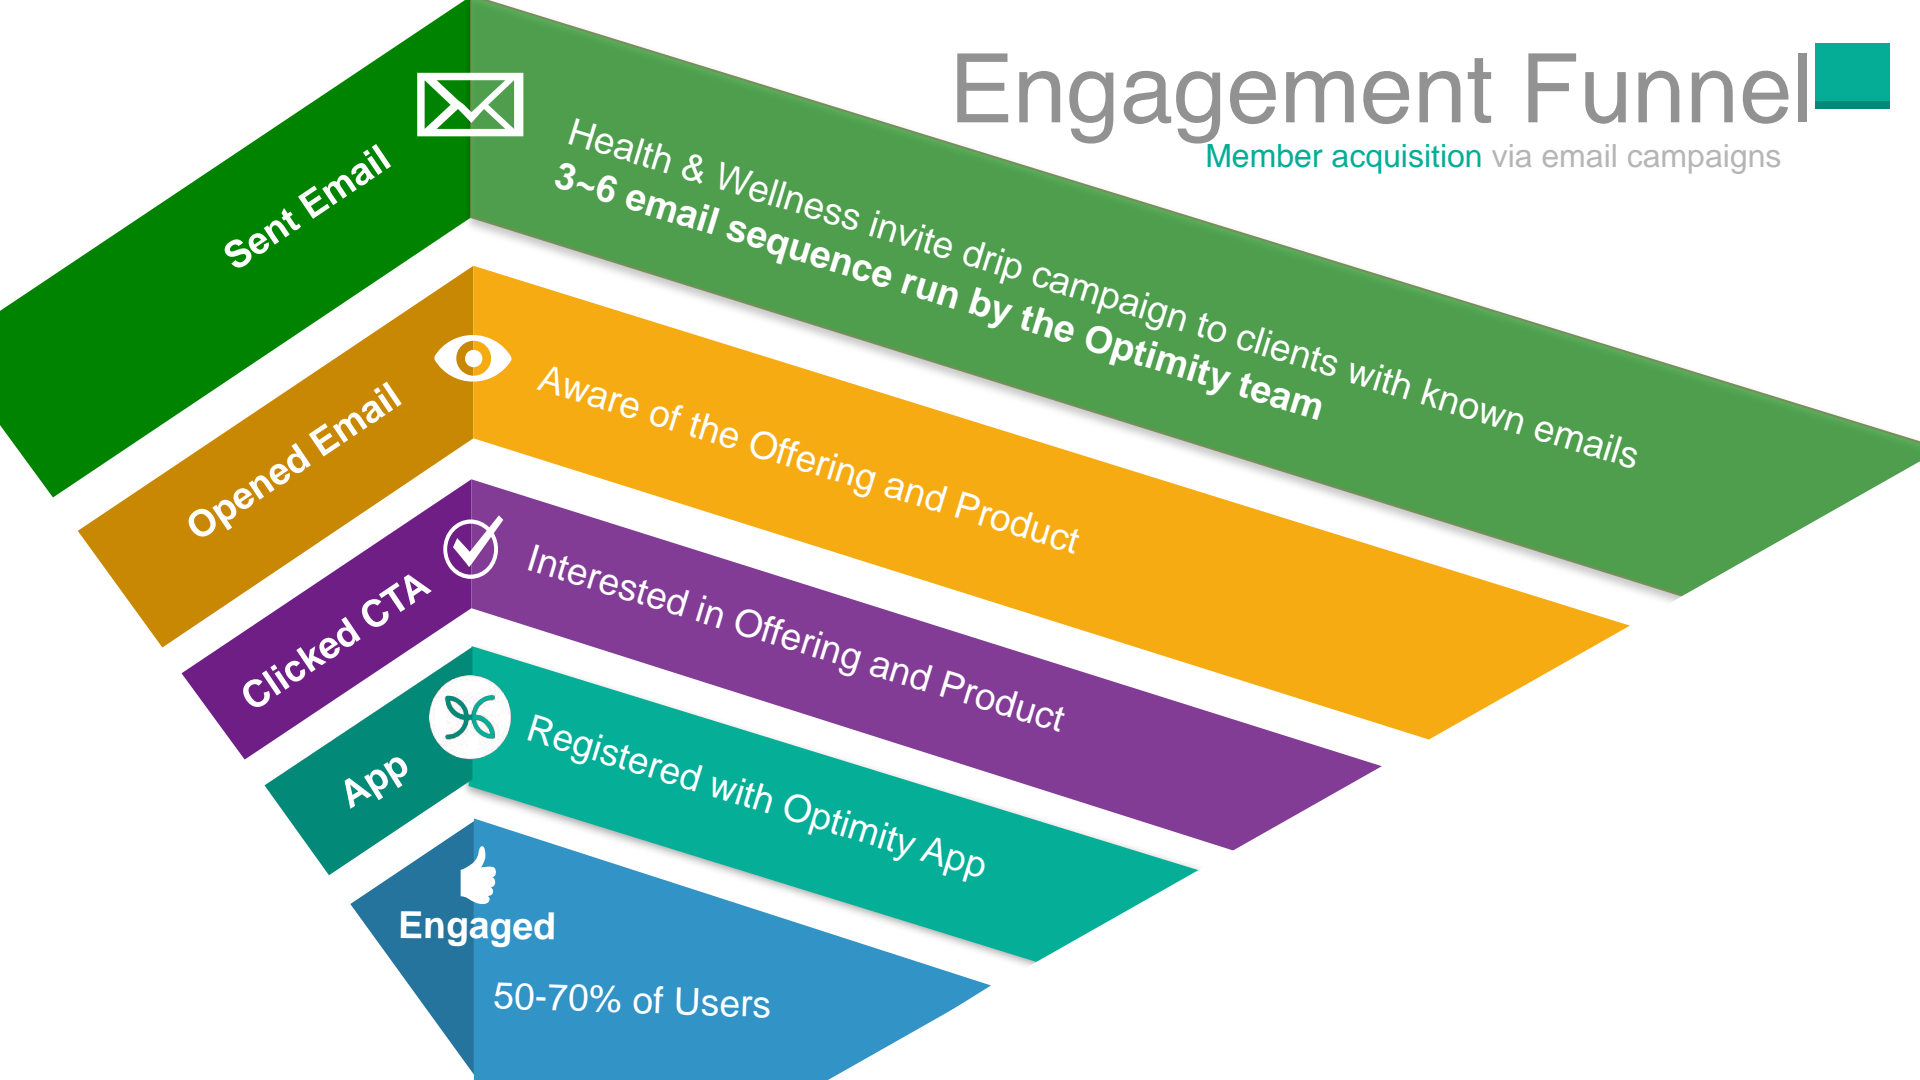 Engagement Funnel
Member acquisition via email campaigns
Sent Email
Health & Wellness invite drip campaign to clients with known emails
3~6 email sequence run by the Optimity team
Opened Email
Aware of the Offering and Product
Clicked CTA
Interested in Offering and Product
App
Registered with Optimity App
Engaged
50-70% of Users